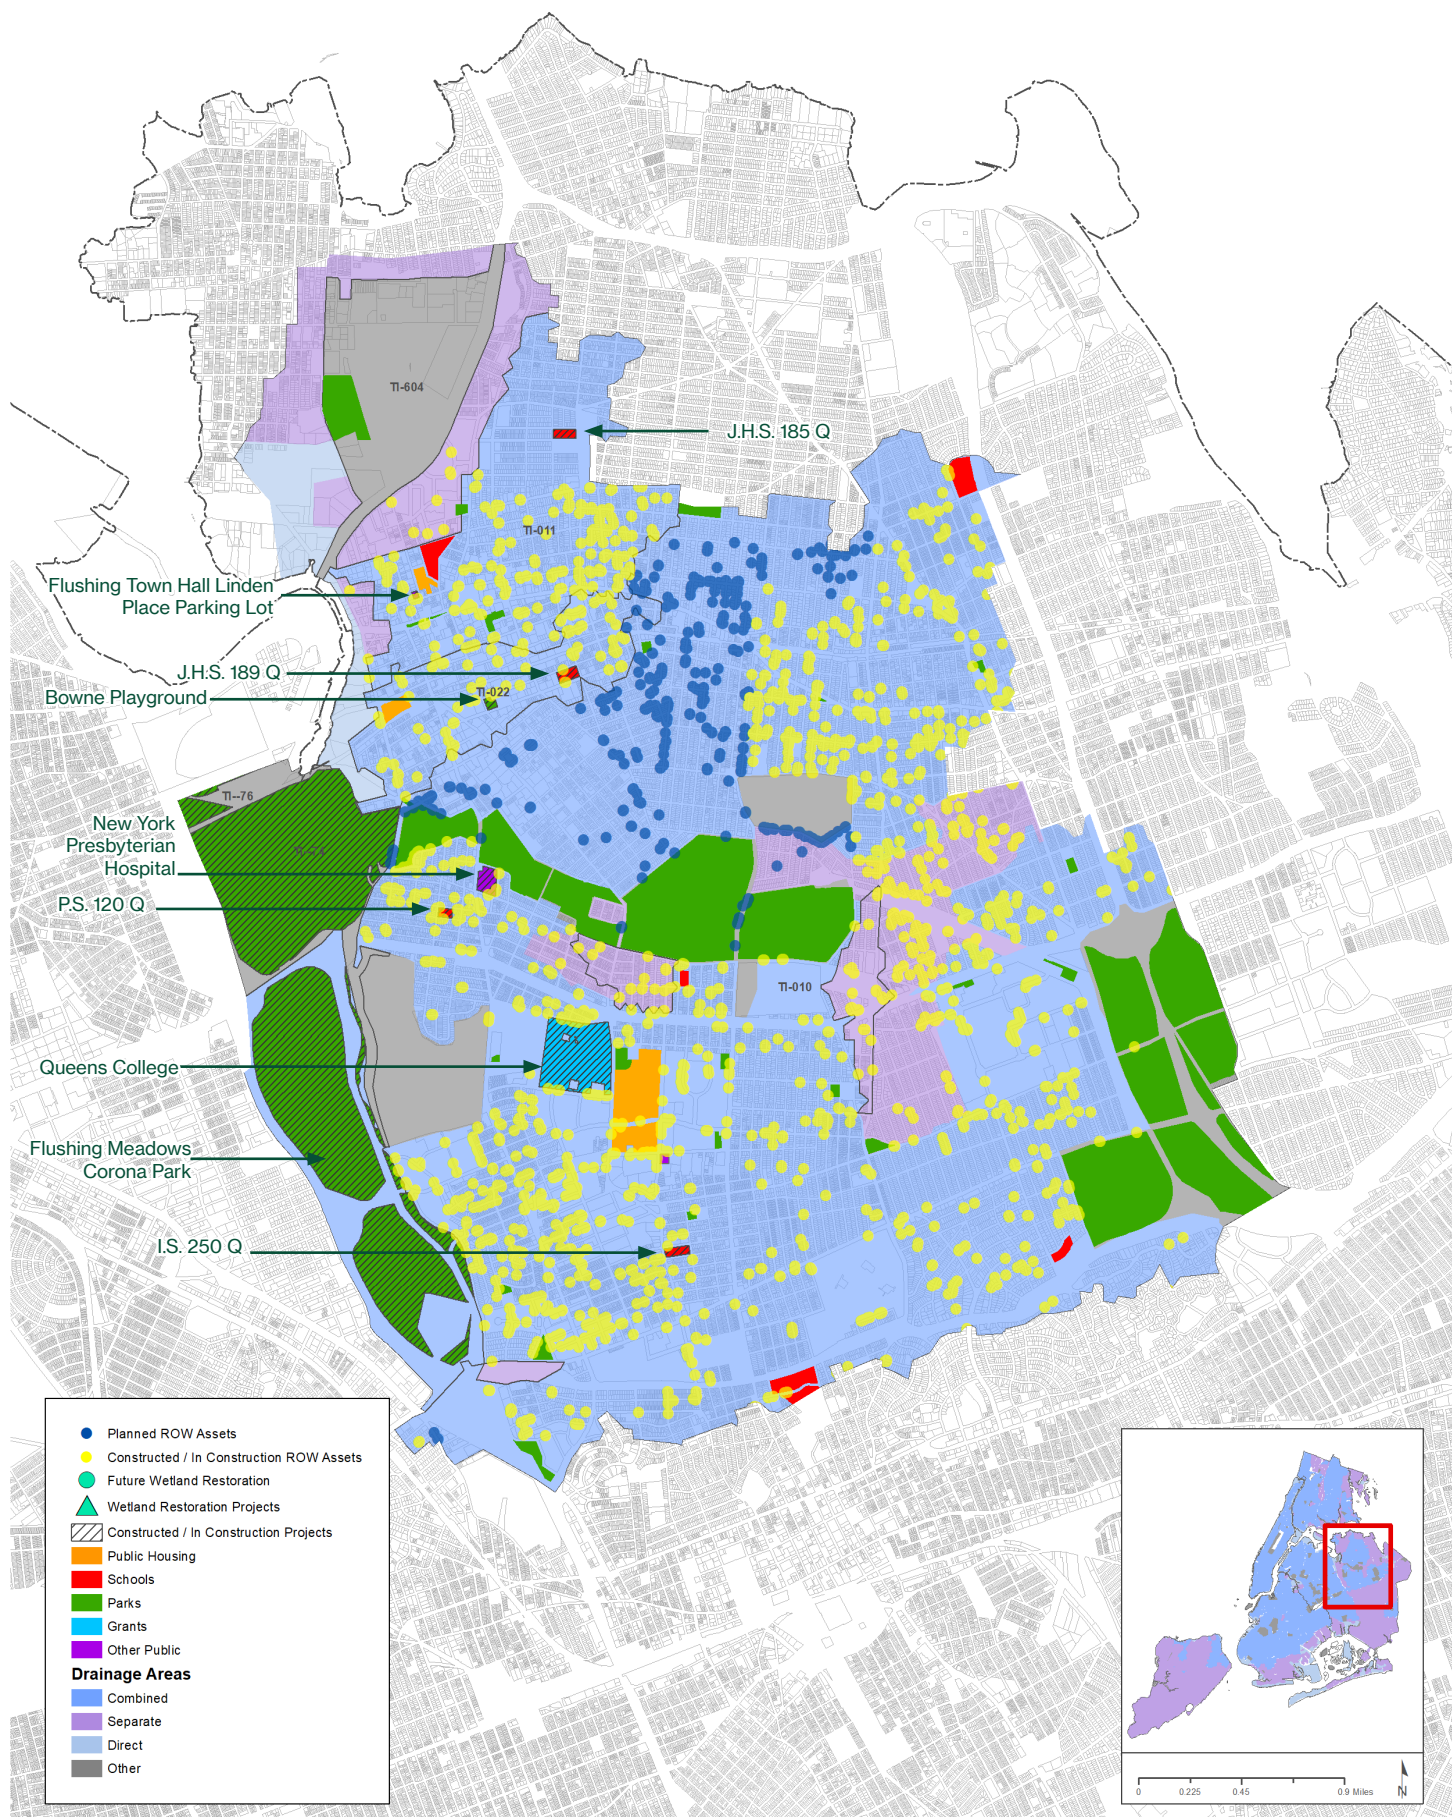 TI-604
J.H.S. 185 Q
TI-011
Flushing Town Hall Linden
Place Parking Lot
J.H.S. 189 Q
Bowne Playground
TI-022
TI--76
New York
Presbyterian
Hospital
P.S. 120 Q
TI-010
Queens College
Flushing Meadows
Corona Park
I.S. 250 Q
Planned ROW Assets
Constructed / In Construction ROW Assets
Future Wetland Restoration
Wetland Restoration Projects
Constructed / In Construction Projects
Public Housing
Schools
Parks
Grants
Other Public
Drainage Areas
Combined
Separate
Direct
Other
0 0.225 0.45 0.9 Miles
N